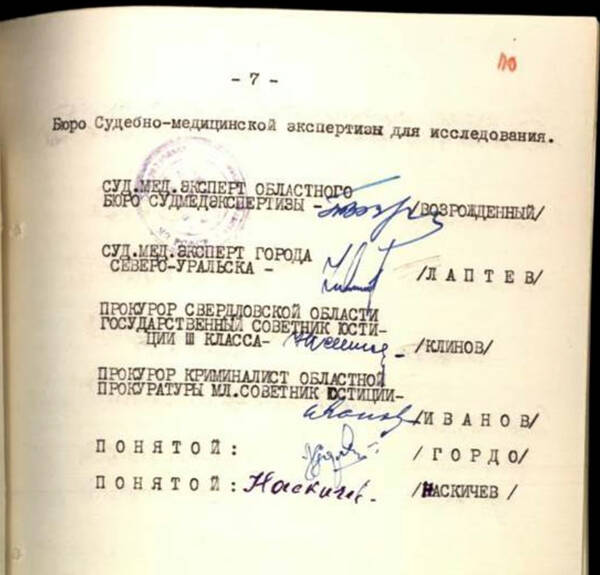 110
- 7 -
Бюро Судебно-медицинской экспертизы для исследования.
СУД.МЕД.ЭКСПЕРТ ОБЛАСТНОГО
БЮРО СУДМЕДЭКСПЕРТИЗЫ - /ВОЗРОЖДЕННЫЙ/
СУД.МЕД.ЭКСПЕРТ ГОРОДА
СЕВЕРО-УРАЛЬСКА - /ЛАПТЕВ/
ПРОКУРОР СВЕРДЛОВСКОЙ ОБЛАСТИ
ГОСУДАРСТВЕННЫЙ СОВЕТНИК ЮСТИ-
ЦИИ III КЛАССА- /КЛИНОВ/
ПРОКУРОР КРИМИНАЛИСТ ОБЛАСТНОЙ
ПРОКУРАТУРЫ МЛ.СОВЕТНИК ЮСТИЦИИ-
/ИВАНОВ/
ПОНЯТОЙ: /ГОРДО/
ПОНЯТОЙ: Наскичев. /НАСКИЧЕВ /